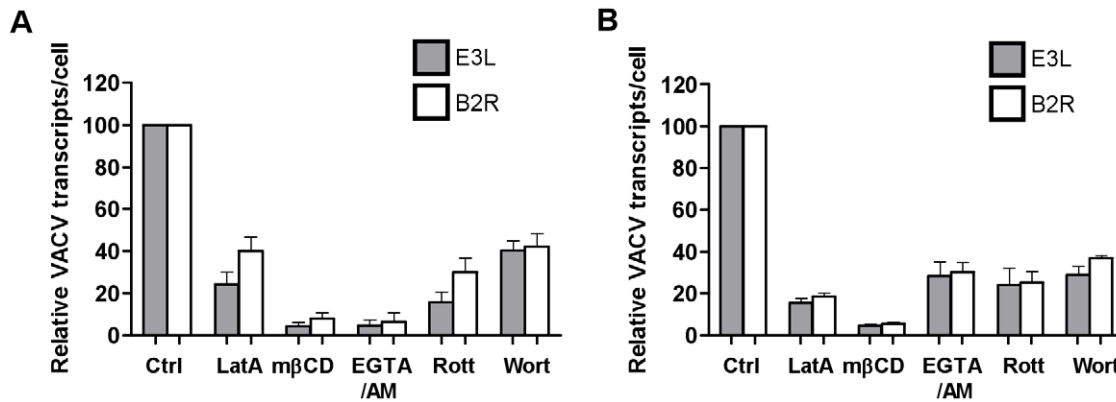 A
E3L
B2R
Relative VACV transcripts/cell
120
100
80
60
40
20
0
Ctrl LatA mβCD EGTA Rott Wort
/AM
B
E3L
B2R
Relative VACV transcripts/cell
120
100
80
60
40
20
0
Ctrl LatA mβCD EGTA Rott Wort
/AM